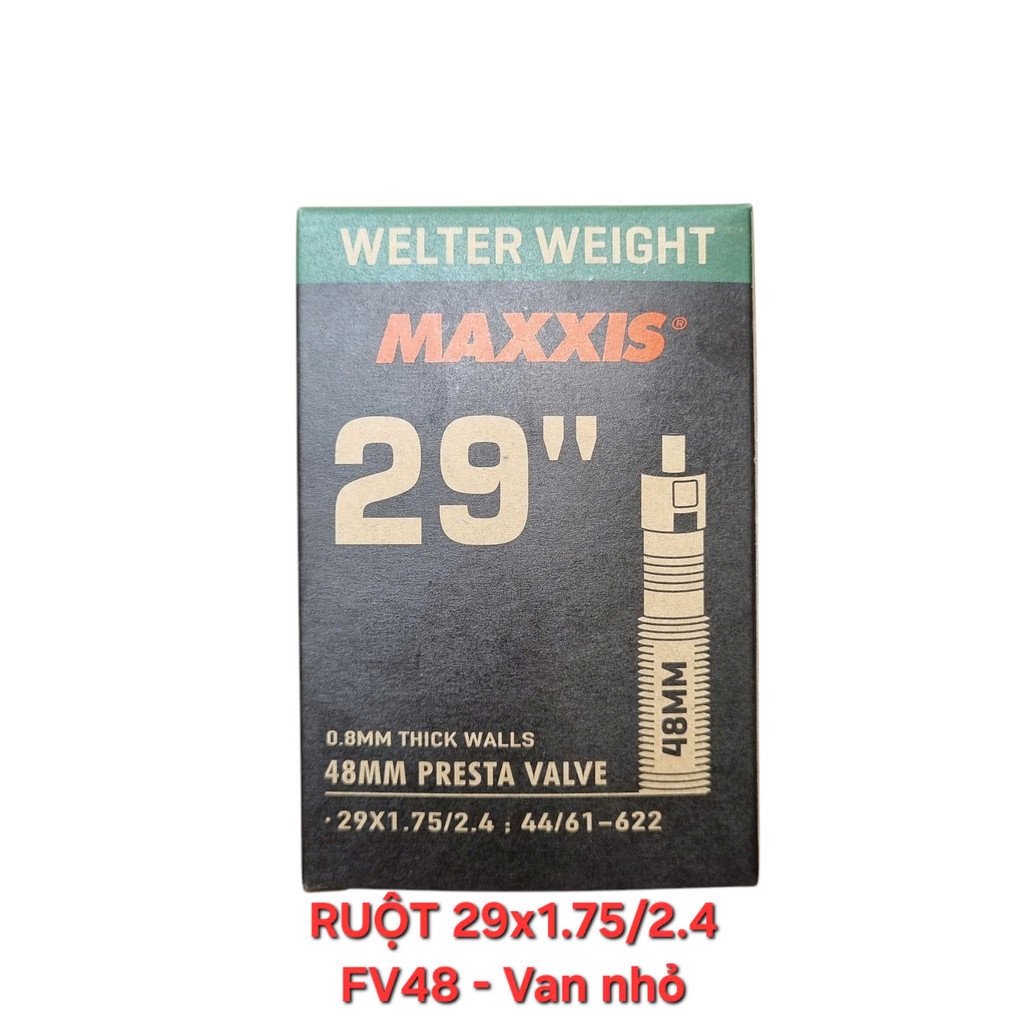 WELTER WEIGHT
MAXXIS®
29"
48MM
0.8MM THICK WALLS
48MM PRESTA VALVE
·29X1.75/2.4 ; 44/61-622
RUỘT 29x1.75/2.4
FV48 - Van nhỏ